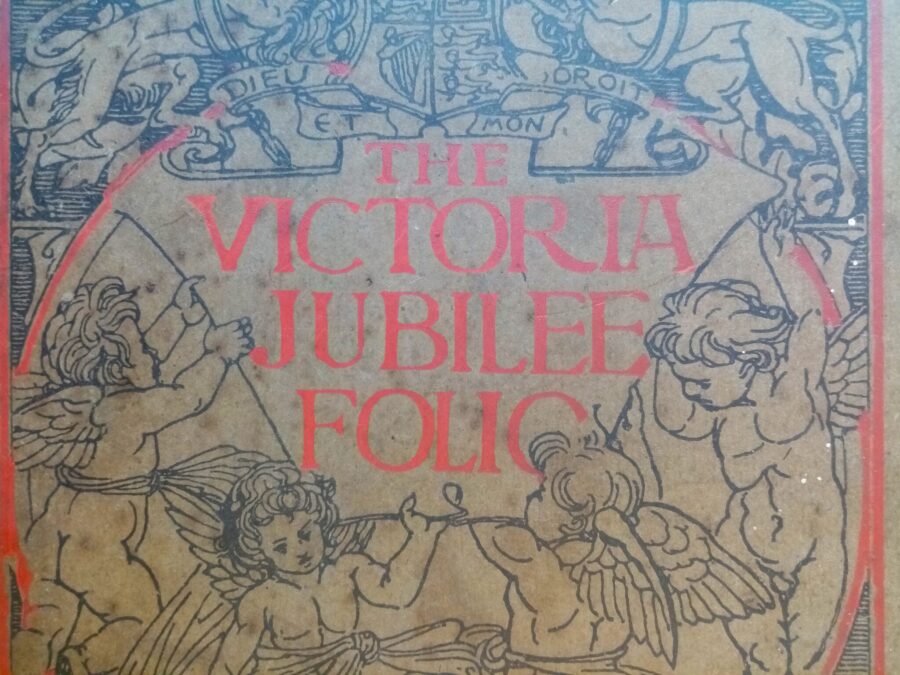 DIEU DROIT
ET MON
THE
VICTORIA
JUBILEE
FOLIO